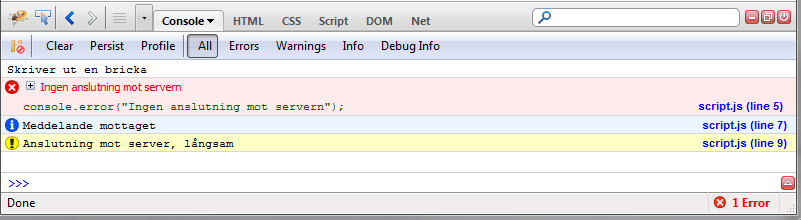 Console HTML CSS Script DOM Net
Clear Persist Profile All Errors Warnings Info Debug Info
Skriver ut en bricka
Ingen anslutning mot servern
console.error("Ingen anslutning mot servern"); script.js (line 5)
Meddelande mottaget script.js (line 7)
Anslutning mot server, långsam script.js (line 9)
>>>
Done 1 Error